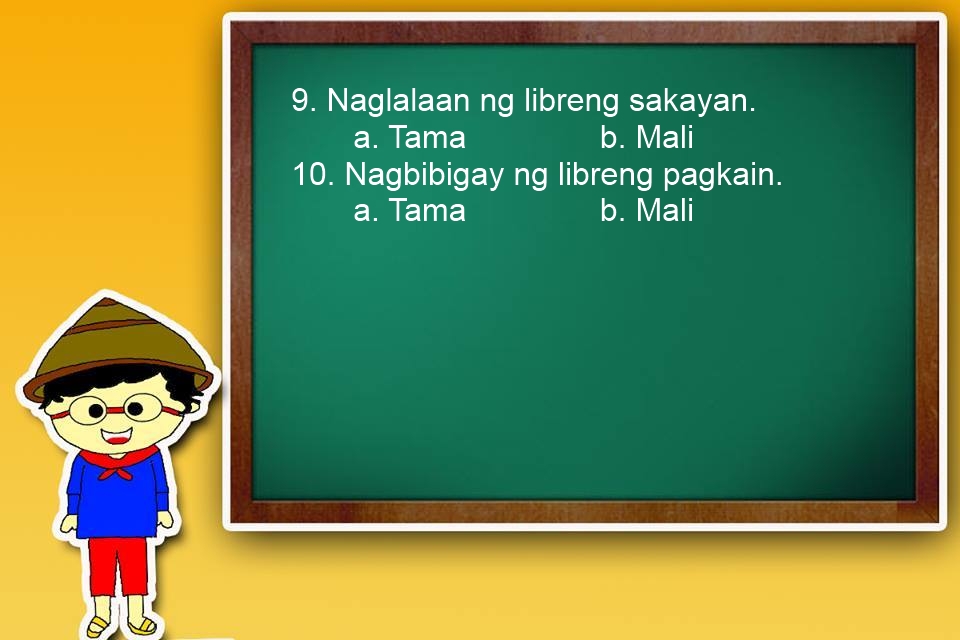 9. Naglalaan ng libreng sakayan.
a. Tama b. Mali
10. Nagbibigay ng libreng pagkain.
a. Tama b. Mali